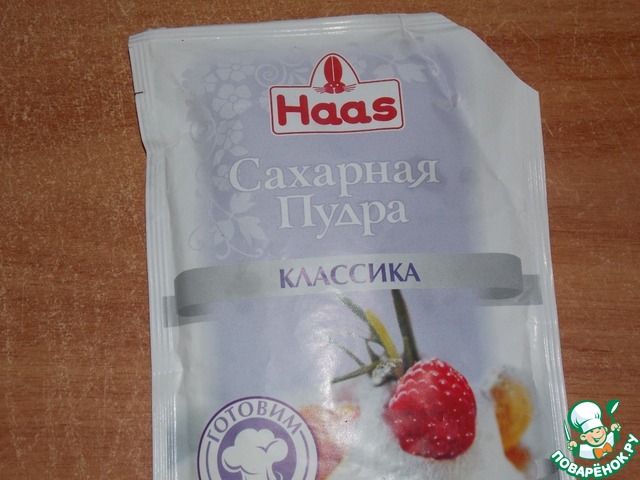 Haas
Сахарная
Пудра
КЛАССИКА
ГОТОВИМ
ПОВАРЁНОК.РУ